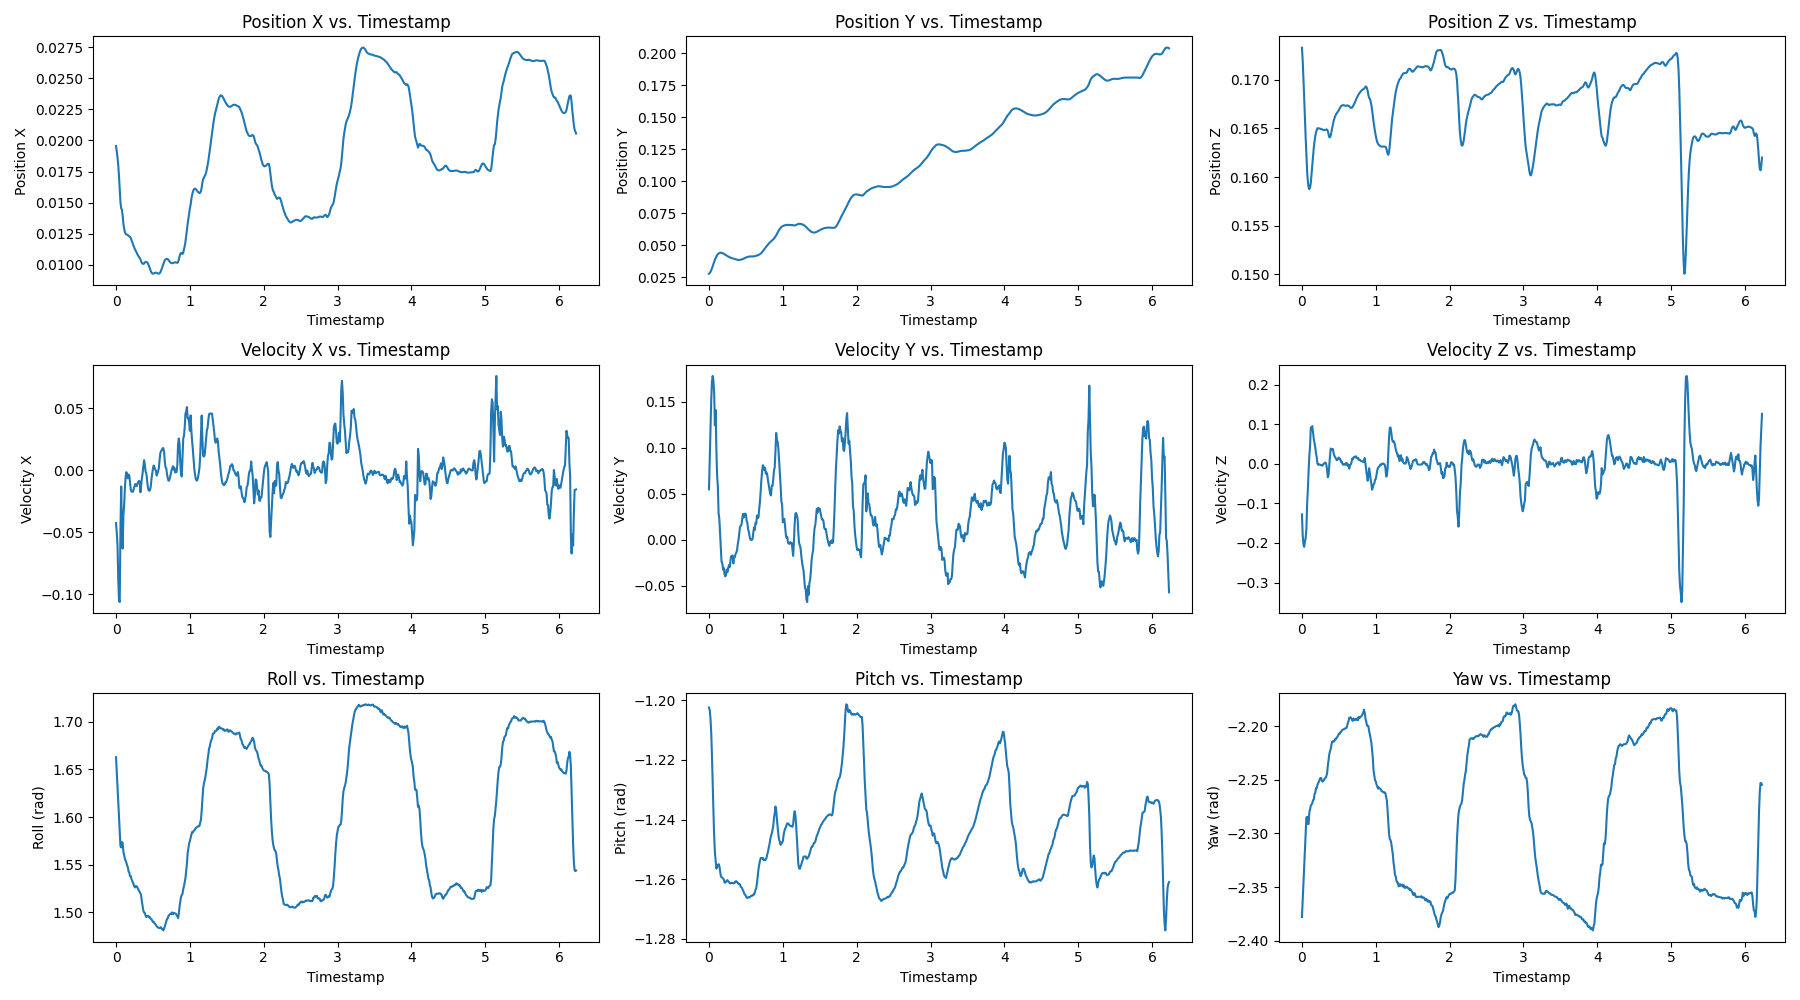 Position X vs. Timestamp
Position X
0.0275
0.0250
0.0225
0.0200
0.0175
0.0150
0.0125
0.0100
0 1 2 3 4 5 6
Timestamp
Position Y vs. Timestamp
Position Y
0.200
0.175
0.150
0.125
0.100
0.075
0.050
0.025
0 1 2 3 4 5 6
Timestamp
Position Z vs. Timestamp
Position Z
0.170
0.165
0.160
0.155
0.150
0 1 2 3 4 5 6
Timestamp
Velocity X vs. Timestamp
Velocity X
0.05
0.00
−0.05
−0.10
0 1 2 3 4 5 6
Timestamp
Velocity Y vs. Timestamp
Velocity Y
0.15
0.10
0.05
0.00
−0.05
0 1 2 3 4 5 6
Timestamp
Velocity Z vs. Timestamp
Velocity Z
0.2
0.1
0.0
−0.1
−0.2
−0.3
0 1 2 3 4 5 6
Timestamp
Roll vs. Timestamp
Roll (rad)
1.70
1.65
1.60
1.55
1.50
0 1 2 3 4 5 6
Timestamp
Pitch vs. Timestamp
Pitch (rad)
−1.20
−1.22
−1.24
−1.26
−1.28
0 1 2 3 4 5 6
Timestamp
Yaw vs. Timestamp
Yaw (rad)
−2.20
−2.25
−2.30
−2.35
−2.40
0 1 2 3 4 5 6
Timestamp